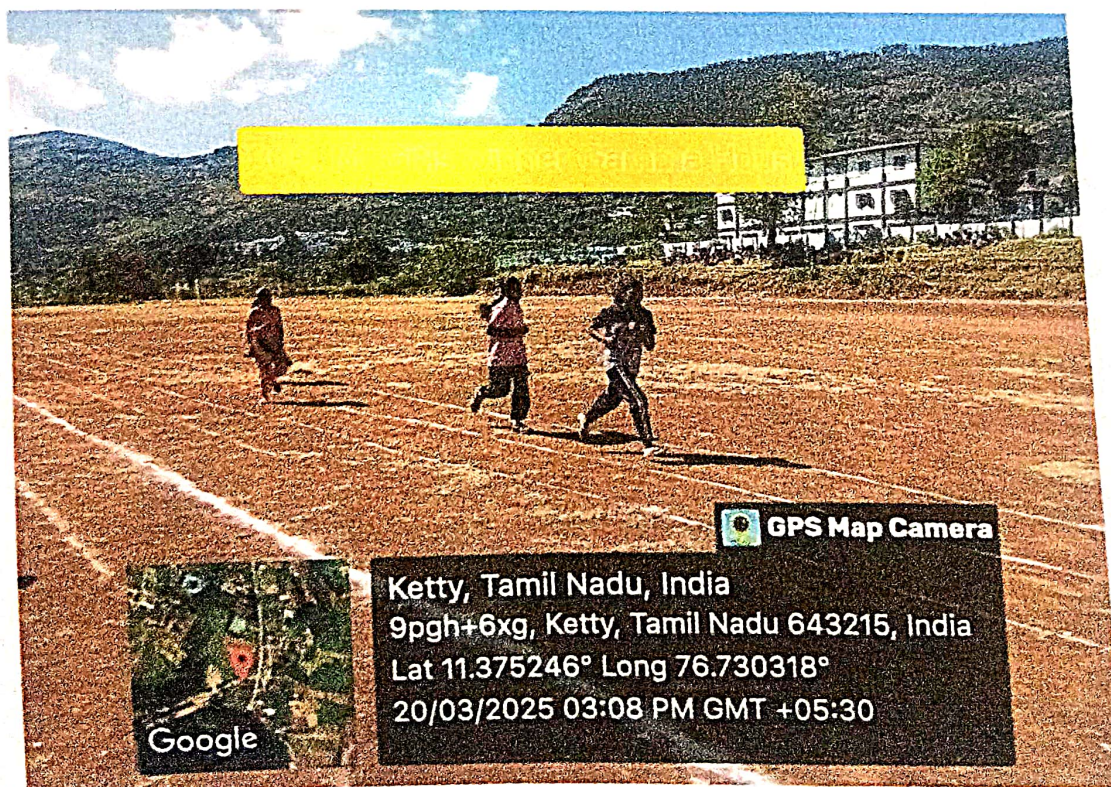 GPS Map Camera
Ketty, Tamil Nadu, India
9pgh+6xg, Ketty, Tamil Nadu 643215, India
Lat 11.375246° Long 76.730318°
20/03/2025 03:08 PM GMT +05:30
Google